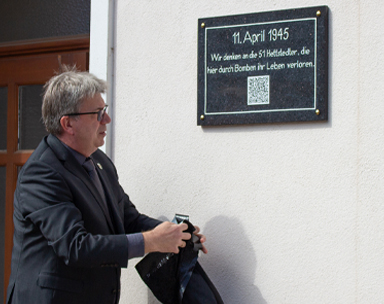 11. April 1945
Wir denken an die 51 Hettstedter, die
hier durch Bomben ihr Leben verloren.